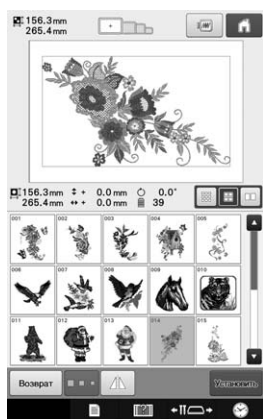 156.3mm
265.4mm
156.3mm + 0.0mm 0.0°
265.4mm + 0.0mm 39
001 002 003 004 005
006 007 008 009 010
011 012 013 014 015
Возврат Установить